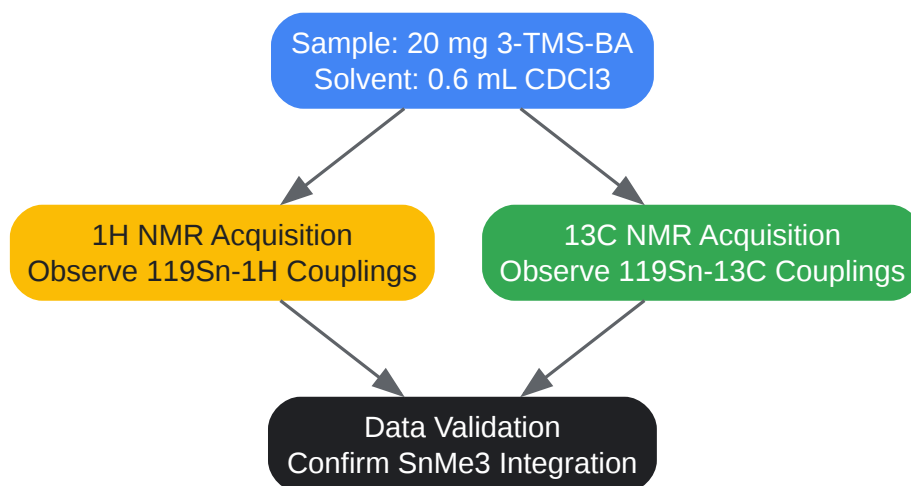 Sample: 20 mg 3-TMS-BA
Solvent: 0.6 mL CDCl3
1H NMR Acquisition
Observe 119Sn-1H Couplings
13C NMR Acquisition
Observe 119Sn-13C Couplings
Data Validation
Confirm SnMe3 Integration